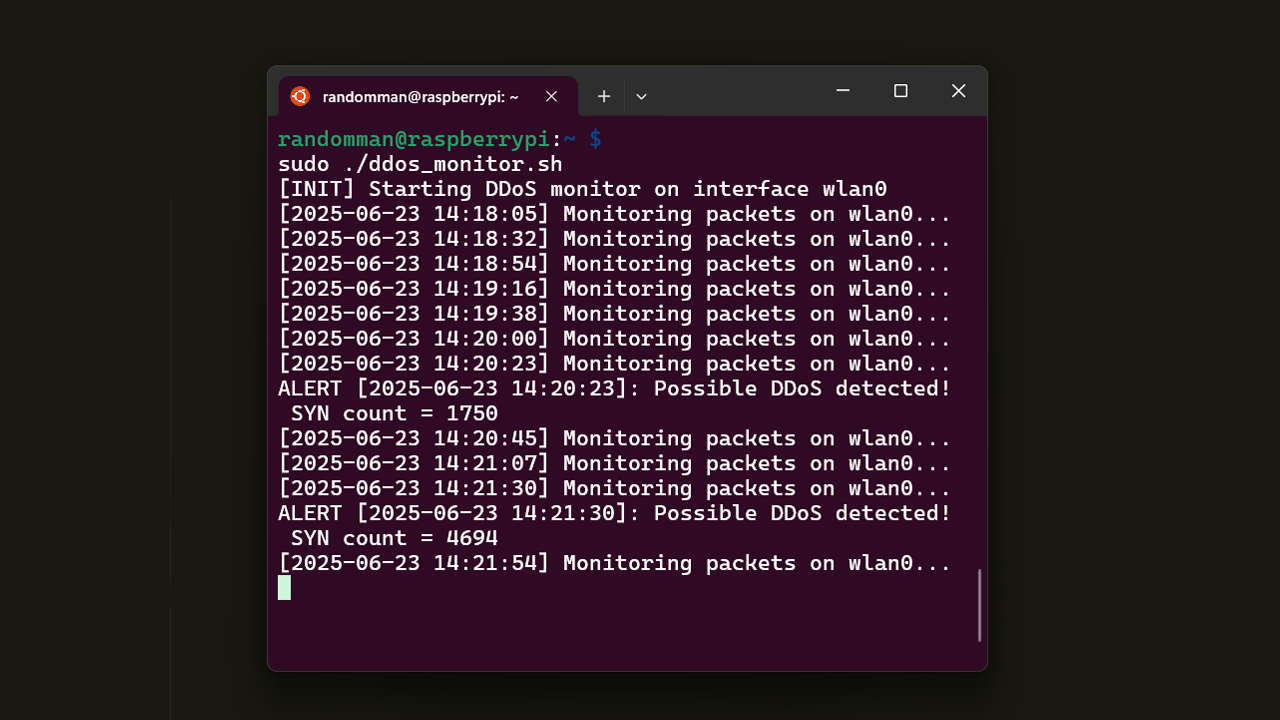 randomman@raspberrypi: ~
randomman@raspberrypi:~ $
sudo ./ddos_monitor.sh
[INIT] Starting DDoS monitor on interface wlan0
[2025-06-23 14:18:05] Monitoring packets on wlan0...
[2025-06-23 14:18:32] Monitoring packets on wlan0...
[2025-06-23 14:18:54] Monitoring packets on wlan0...
[2025-06-23 14:19:16] Monitoring packets on wlan0...
[2025-06-23 14:19:38] Monitoring packets on wlan0...
[2025-06-23 14:20:00] Monitoring packets on wlan0...
[2025-06-23 14:20:23] Monitoring packets on wlan0...
ALERT [2025-06-23 14:20:23]: Possible DDoS detected!
SYN count = 1750
[2025-06-23 14:20:45] Monitoring packets on wlan0...
[2025-06-23 14:21:07] Monitoring packets on wlan0...
[2025-06-23 14:21:30] Monitoring packets on wlan0...
ALERT [2025-06-23 14:21:30]: Possible DDoS detected!
SYN count = 4694
[2025-06-23 14:21:54] Monitoring packets on wlan0...